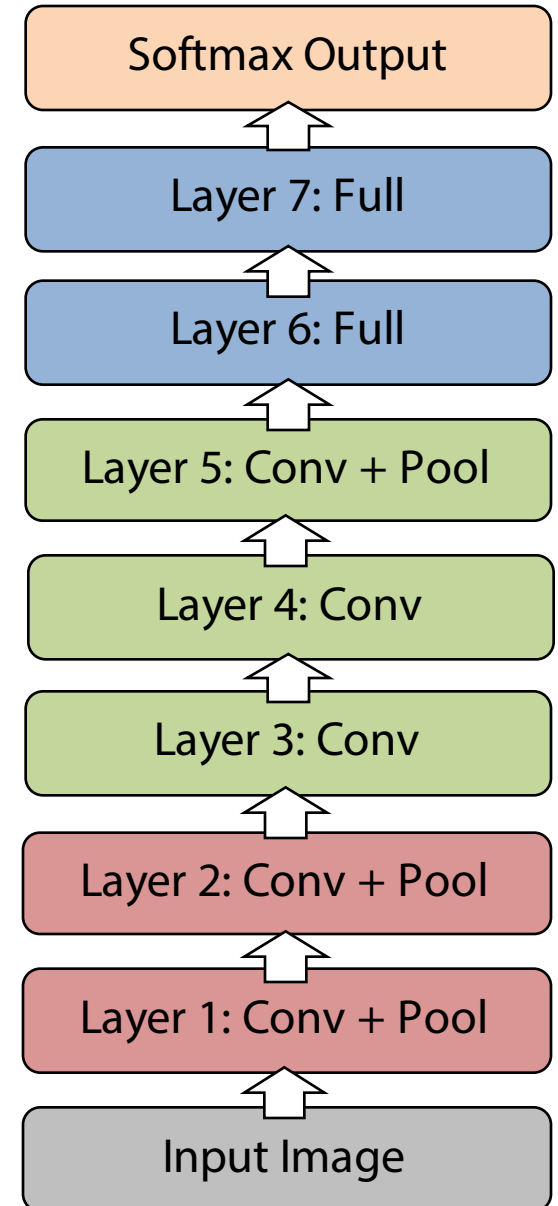 Softmax Output
Layer 7: Full
Layer 6: Full
Layer 5: Conv + Pool
Layer 4: Conv
Layer 3: Conv
Layer 2: Conv + Pool
Layer 1: Conv + Pool
Input Image